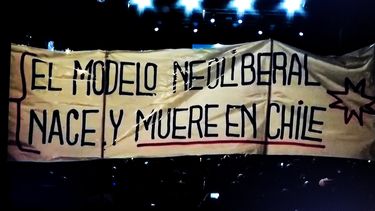 EL MODELO NEOLIBERAL
NACE Y MUERE EN CHILE